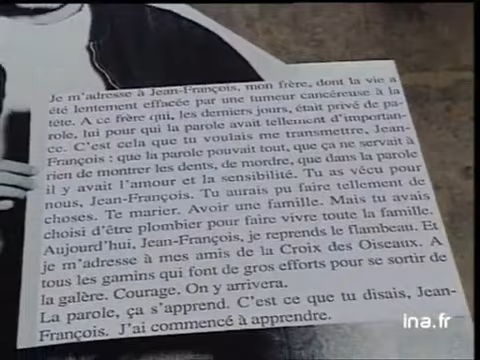 Je m'adresse à Jean-François, mon frère, dont la vie a
été lentement effacée par une tumeur cancéreuse à la
tête. A ce frère qui, les derniers jours, était privé de pa-
role, lui pour qui la parole avait tellement d'importan-
ce. C'est cela que tu voulais me transmettre, Jean-
François : que la parole pouvait tout, que ça ne servait à
rien de montrer les dents, de mordre, que dans la parole
il y avait l'amour et la sensibilité. Tu as vécu pour
nous, Jean-François. Tu aurais pu faire tellement de
choses. Te marier. Avoir une famille. Mais tu avais
choisi d'être plombier pour faire vivre toute la famille.
Aujourd'hui, Jean-François, je reprends le flambeau. Et
je m'adresse à mes amis de la Croix des Oiseaux. A
tous les gamins qui font de gros efforts pour se sortir de
la galère. Courage. On y arrivera.
La parole, ça s'apprend. C'est ce que tu disais, Jean-
François. J'ai commencé à apprendre.
ina.fr